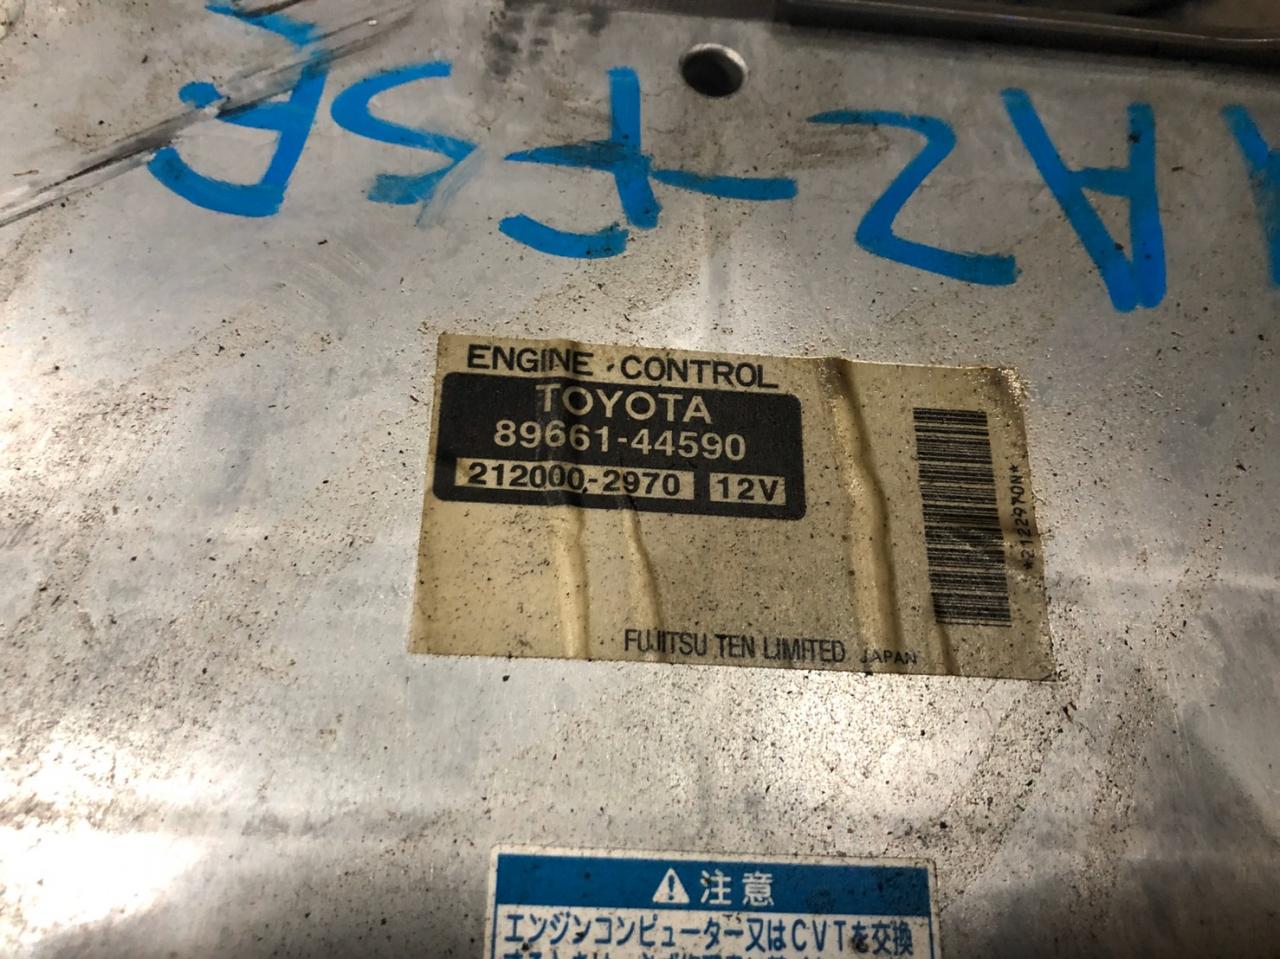 1AZ-FSE
ENGINE CONTROL
TOYOTA
89661-44590
212000-2970 12V
*2122970N*
FUJITSU TEN LIMITED JAPAN
注意
エンジンコンピューター又はCVTを交換